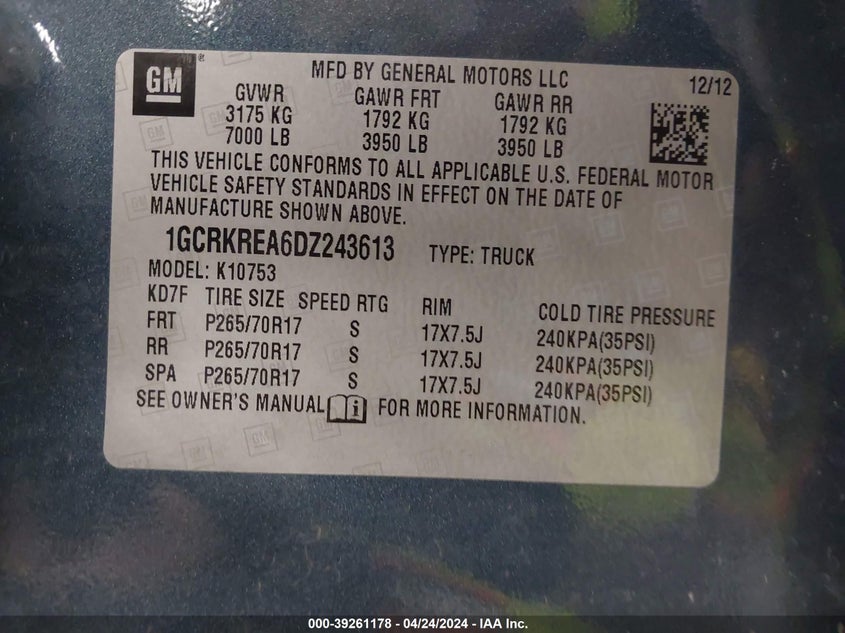 GM ®
MFD BY GENERAL MOTORS LLC 12/12
GVWR GAWR FRT GAWR RR
3175 KG 1792 KG 1792 KG
7000 LB 3950 LB 3950 LB
THIS VEHICLE CONFORMS TO ALL APPLICABLE U.S. FEDERAL MOTOR
VEHICLE SAFETY STANDARDS IN EFFECT ON THE DATE OF
MANUFACTURE SHOWN ABOVE.
1GCRKREA6DZ243613 TYPE: TRUCK
MODEL: K10753
KD7F TIRE SIZE SPEED RTG RIM COLD TIRE PRESSURE
FRT P265/70R17 S 17X7.5J 240KPA(35PSI)
RR P265/70R17 S 17X7.5J 240KPA(35PSI)
SPA P265/70R17 S 17X7.5J 240KPA(35PSI)
SEE OWNER'S MANUAL i FOR MORE INFORMATION.
000-39261178 - 04/24/2024 - IAA Inc.